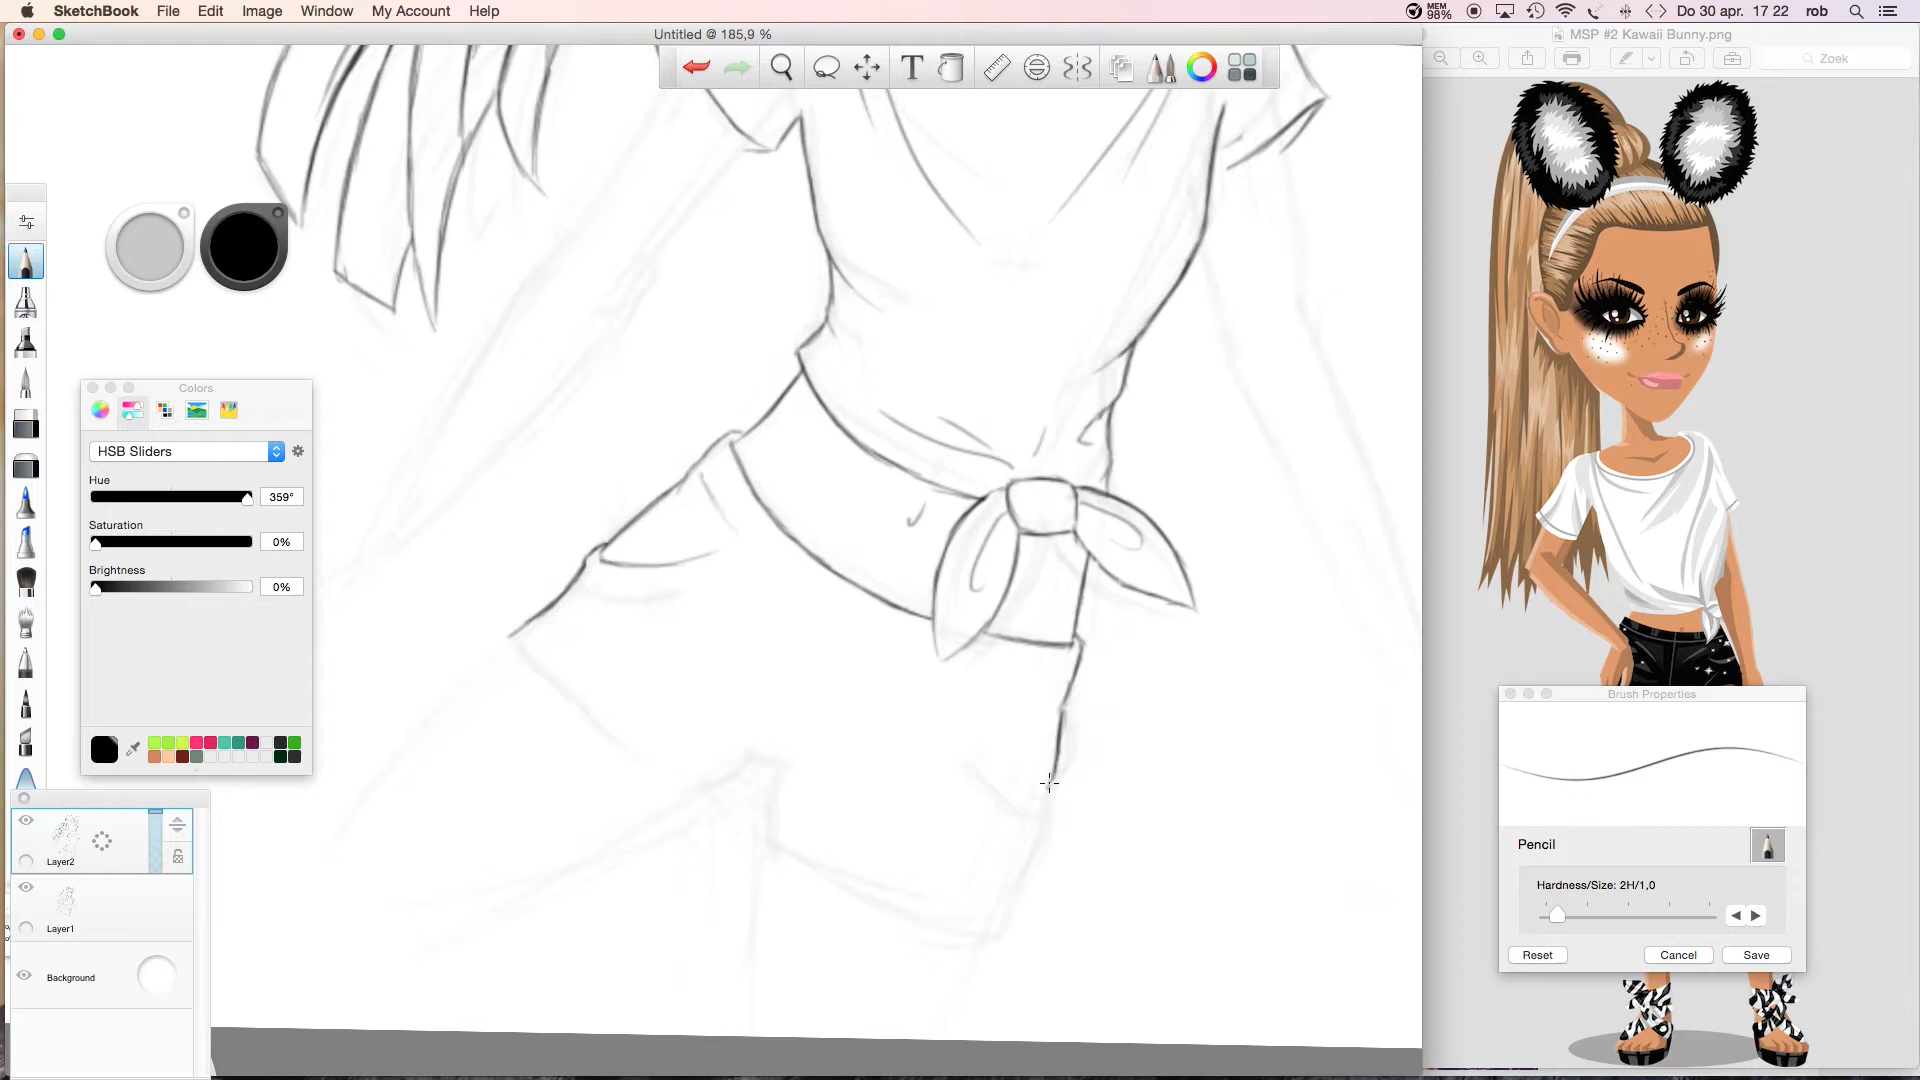 SketchBook File Edit Image Window My Account Help
MEM 98% Do 30 apr. 17 22 rob
Untitled @ 185,9 %
MSP #2 Kawaii Bunny.png
Zoek
T
Colors
HSB Sliders
Hue
359°
Saturation
0%
Brightness
0%
Layer2
Layer1
Background
Brush Properties
Pencil
Hardness/Size: 2H/1,0
Reset Cancel Save